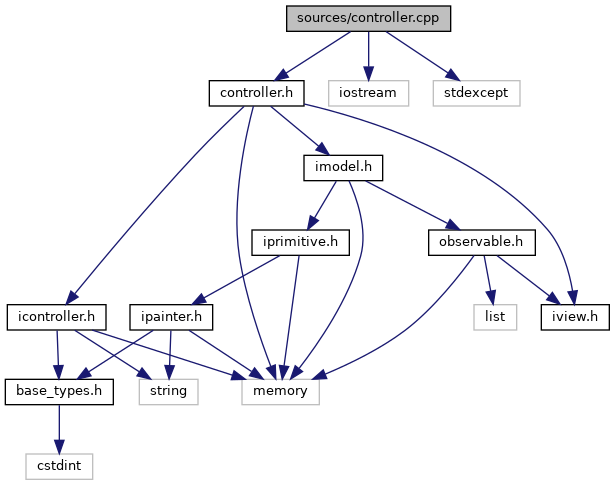 sources/controller.cpp
controller.h
iostream
stdexcept
imodel.h
iprimitive.h
observable.h
icontroller.h
ipainter.h
list
iview.h
base_types.h
string
memory
cstdint